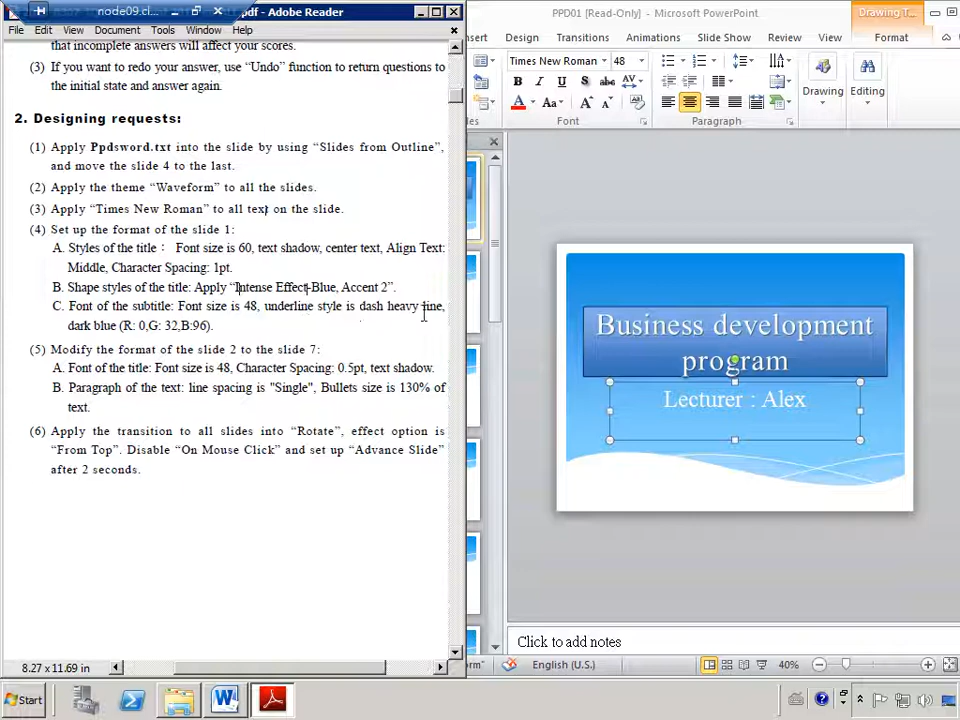 node09.cl...
.pdf - Adobe Reader
File Edit View Document Tools Window Help
that incomplete answers will affect your scores.
(3) If you want to redo your answer, use “Undo” function to return questions to
the initial state and answer again.
2. Designing requests:
(1) Apply Ppdsword.txt into the slide by using “Slides from Outline”,
and move the slide 4 to the last.
(2) Apply the theme “Waveform” to all the slides.
(3) Apply “Times New Roman” to all text on the slide.
(4) Set up the format of the slide 1:
A. Styles of the title： Font size is 60, text shadow, center text, Align Text:
Middle, Character Spacing: 1pt.
B. Shape styles of the title: Apply “Intense Effect-Blue, Accent 2”.
C. Font of the subtitle: Font size is 48, underline style is dash heavy line,
dark blue (R: 0,G: 32,B:96).
(5) Modify the format of the slide 2 to the slide 7:
A. Font of the title: Font size is 48, Character Spacing: 0.5pt, text shadow.
B. Paragraph of the text: line spacing is "Single", Bullets size is 130% of
text.
(6) Apply the transition to all slides into “Rotate”, effect option is
“From Top”. Disable “On Mouse Click” and set up “Advance Slide”
after 2 seconds.
8.27 x 11.69 in
PPD01 [Read-Only] - Microsoft PowerPoint
Drawing T...
nsert Design Transitions Animations Slide Show Review View Format
Times New Roman 48
B I U S abc AV
A Aa A A
Drawing Editing
les Font Paragraph
Business development
program
Lecturer : Alex
Click to add notes
rm" English (U.S.) 40%
Start